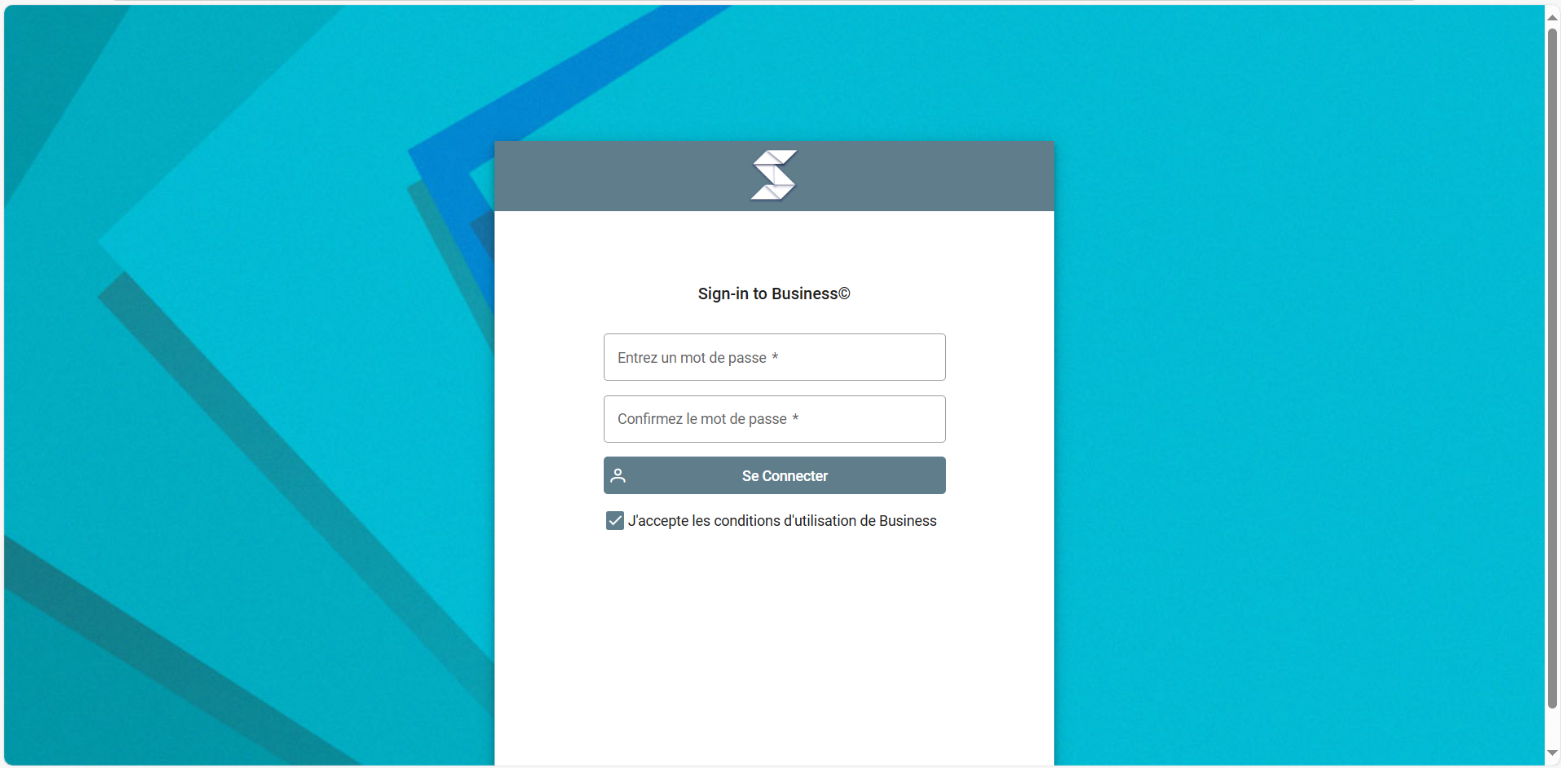 Sign-in to Business©
Entrez un mot de passe *
Confirmez le mot de passe *
Se Connecter
J'accepte les conditions d'utilisation de Business